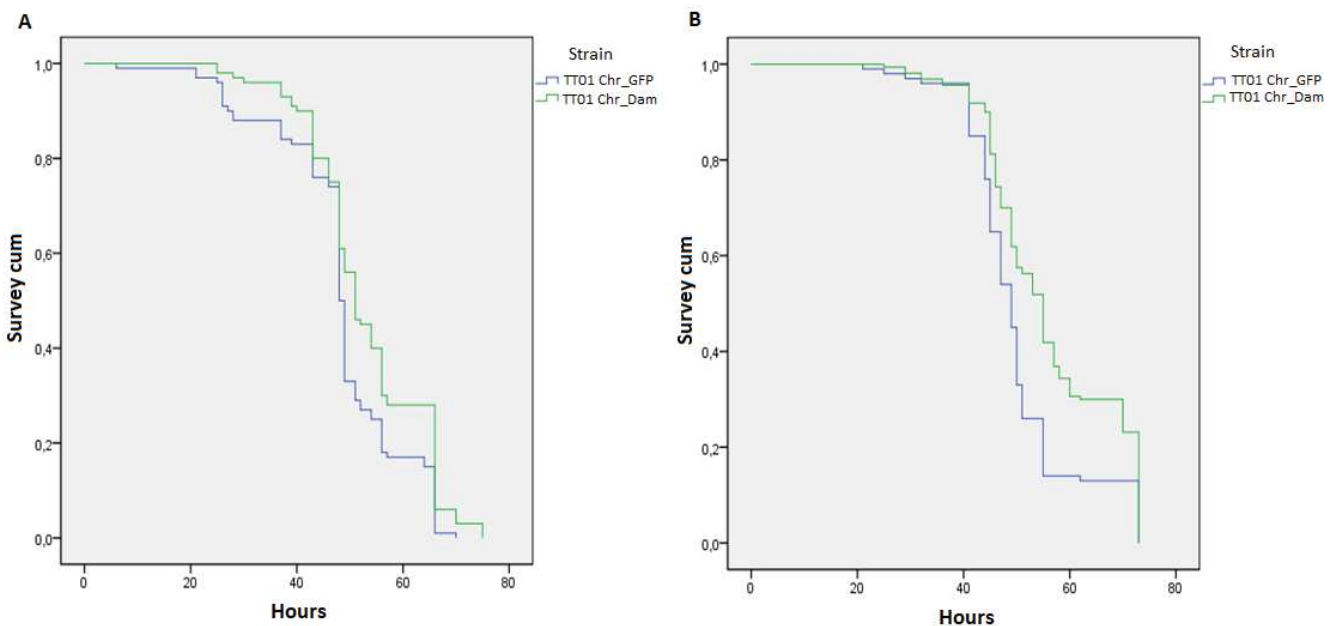 A
Strain
TT01 Chr_GFP
TT01 Chr_Dam
1,0
0,8
0,6
0,4
0,2
0,0
Survey cum
0
20
40
60
80
Hours
B
Strain
TT01 Chr_GFP
TT01 Chr_Dam
1,0
0,8
0,6
0,4
0,2
0,0
Survey cum
0
20
40
60
80
Hours